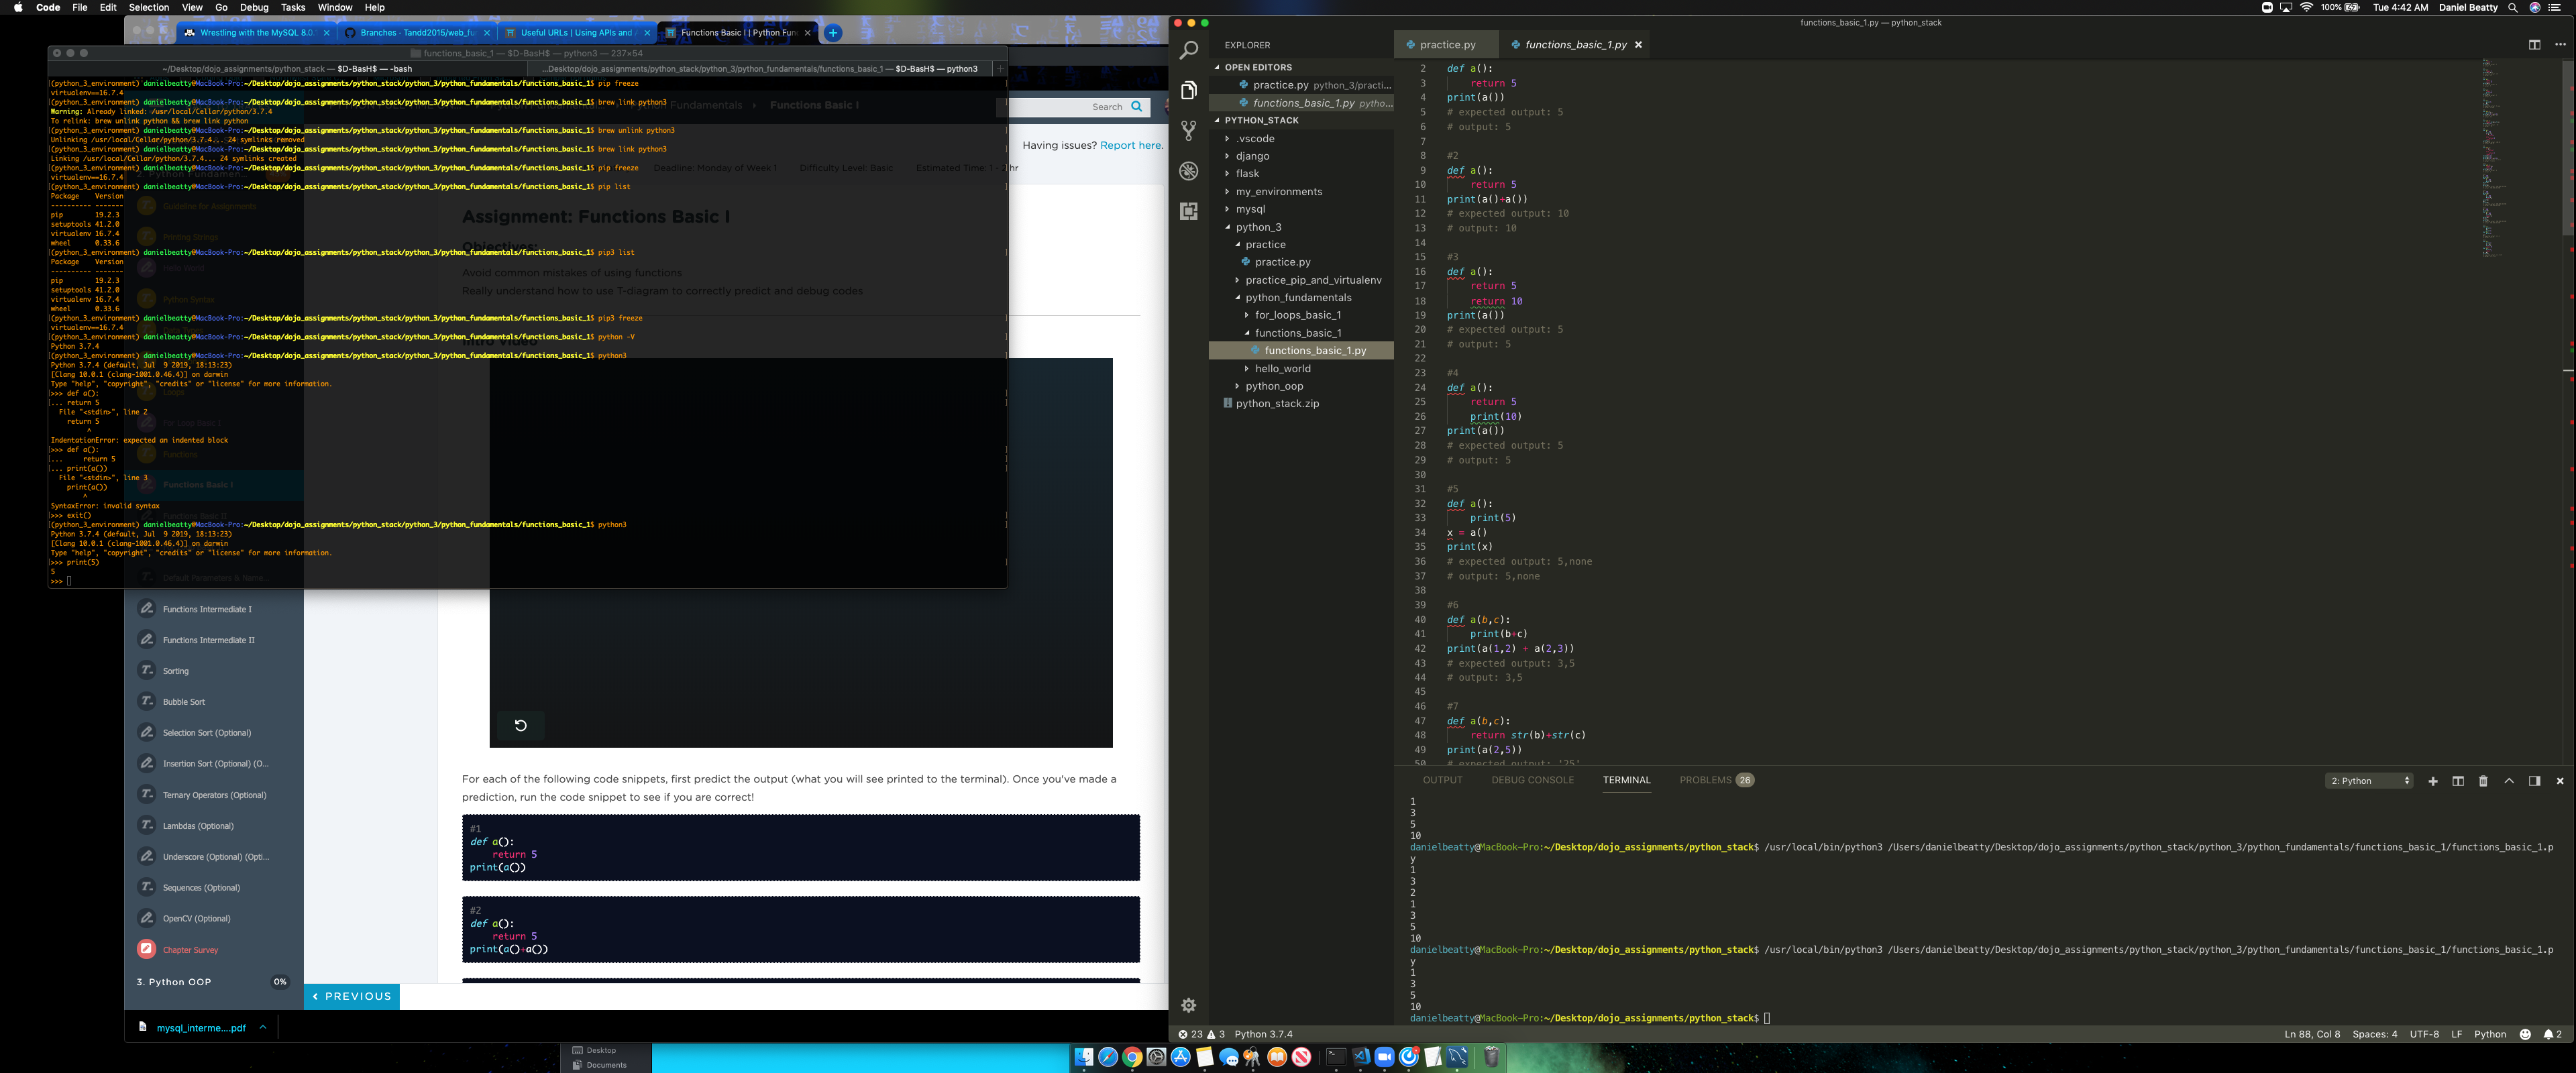 Code File Edit Selection View Go Debug Tasks Window Help
100% Tue 4:42 AM Daniel Beatty
Wrestling with the MySQL 8.0.
Branches · Tandd2015/web_fu
Useful URLs | Using APIs and
Functions Basic I | Python Fun
functions_basic_1 — $D-BasH$ — python3 — 237×54
~/Desktop/dojo_assignments/python_stack — $D-BasH$ — -bash
...Desktop/dojo_assignments/python_stack/python_3/python_fundamentals/functions_basic_1 — $D-BasH$ — python3
(python_3_environment) danielbeatty@MacBook-Pro:~/Desktop/dojo_assignments/python_stack/python_3/python_fundamentals/functions_basic_1$ pip freeze
virtualenv==16.7.4
(python_3_environment) danielbeatty@MacBook-Pro:~/Desktop/dojo_assignments/python_stack/python_3/python_fundamentals/functions_basic_1$ brew link python3
Warning: Already linked: /usr/local/Cellar/python/3.7.4
To relink: brew unlink python && brew link python
(python_3_environment) danielbeatty@MacBook-Pro:~/Desktop/dojo_assignments/python_stack/python_3/python_fundamentals/functions_basic_1$ brew unlink python3
Unlinking /usr/local/Cellar/python/3.7.4... 24 symlinks removed
(python_3_environment) danielbeatty@MacBook-Pro:~/Desktop/dojo_assignments/python_stack/python_3/python_fundamentals/functions_basic_1$ brew link python3
Linking /usr/local/Cellar/python/3.7.4... 24 symlinks created
(python_3_environment) danielbeatty@MacBook-Pro:~/Desktop/dojo_assignments/python_stack/python_3/python_fundamentals/functions_basic_1$ pip freeze
virtualenv==16.7.4
(python_3_environment) danielbeatty@MacBook-Pro:~/Desktop/dojo_assignments/python_stack/python_3/python_fundamentals/functions_basic_1$ pip list
Package Version
---------- -------
pip 19.2.3
setuptools 41.2.0
virtualenv 16.7.4
wheel 0.33.6
(python_3_environment) danielbeatty@MacBook-Pro:~/Desktop/dojo_assignments/python_stack/python_3/python_fundamentals/functions_basic_1$ pip3 list
Package Version
---------- -------
pip 19.2.3
setuptools 41.2.0
virtualenv 16.7.4
wheel 0.33.6
(python_3_environment) danielbeatty@MacBook-Pro:~/Desktop/dojo_assignments/python_stack/python_3/python_fundamentals/functions_basic_1$ pip3 freeze
virtualenv==16.7.4
(python_3_environment) danielbeatty@MacBook-Pro:~/Desktop/dojo_assignments/python_stack/python_3/python_fundamentals/functions_basic_1$ python -V
Python 3.7.4
(python_3_environment) danielbeatty@MacBook-Pro:~/Desktop/dojo_assignments/python_stack/python_3/python_fundamentals/functions_basic_1$ python3
Python 3.7.4 (default, Jul 9 2019, 18:13:23)
[Clang 10.0.1 (clang-1001.0.46.4)] on darwin
Type "help", "copyright", "credits" or "license" for more information.
>>> def a():
... return 5
File "<stdin>", line 2
return 5
^
IndentationError: expected an indented block
>>> def a():
... return 5
... print(a())
File "<stdin>", line 3
print(a())
^
SyntaxError: invalid syntax
>>> exit()
(python_3_environment) danielbeatty@MacBook-Pro:~/Desktop/dojo_assignments/python_stack/python_3/python_fundamentals/functions_basic_1$ python3
Python 3.7.4 (default, Jul 9 2019, 18:13:23)
[Clang 10.0.1 (clang-1001.0.46.4)] on darwin
Type "help", "copyright", "credits" or "license" for more information.
>>> print(5)
5
>>>
Fundamentals › Functions Basic I
Search
Having issues? Report here.
Deadline: Monday of Week 1 Difficulty Level: Basic Estimated Time: 1 - 2 hr
Assignment: Functions Basic I
Objectives:
Avoid common mistakes of using functions
Really understand how to use T-diagram to correctly predict and debug codes
Guideline for Assignments
Printing Strings
Hello World
Python Syntax
For Loop Basic I
Functions
Functions Basic I
Functions Basic II
Default Parameters & Name...
Functions Intermediate I
Functions Intermediate II
Sorting
Bubble Sort
Selection Sort (Optional)
Insertion Sort (Optional) (O...
Ternary Operators (Optional)
Lambdas (Optional)
Underscore (Optional) (Opti...
Sequences (Optional)
OpenCV (Optional)
Chapter Survey
3. Python OOP 0%
PREVIOUS
For each of the following code snippets, first predict the output (what you will see printed to the terminal). Once you've made a
prediction, run the code snippet to see if you are correct!
#1
def a():
return 5
print(a())
#2
def a():
return 5
print(a()+a())
mysql_interme....pdf
Desktop
Documents
functions_basic_1.py — python_stack
EXPLORER
OPEN EDITORS
practice.py python_3/practi...
functions_basic_1.py pytho...
PYTHON_STACK
.vscode
django
flask
my_environments
mysql
python_3
practice
practice.py
practice_pip_and_virtualenv
python_fundamentals
for_loops_basic_1
functions_basic_1
functions_basic_1.py
hello_world
python_oop
python_stack.zip
practice.py
functions_basic_1.py
2 def a():
3 return 5
4 print(a())
5 # expected output: 5
6 # output: 5
7
8 #2
9 def a():
10 return 5
11 print(a()+a())
12 # expected output: 10
13 # output: 10
14
15 #3
16 def a():
17 return 5
18 return 10
19 print(a())
20 # expected output: 5
21 # output: 5
22
23 #4
24 def a():
25 return 5
26 print(10)
27 print(a())
28 # expected output: 5
29 # output: 5
30
31 #5
32 def a():
33 print(5)
34 x = a()
35 print(x)
36 # expected output: 5,none
37 # output: 5,none
38
39 #6
40 def a(b,c):
41 print(b+c)
42 print(a(1,2) + a(2,3))
43 # expected output: 3,5
44 # output: 3,5
45
46 #7
47 def a(b,c):
48 return str(b)+str(c)
49 print(a(2,5))
50 # expected output: '25'
OUTPUT DEBUG CONSOLE TERMINAL PROBLEMS 26
2: Python
1
3
5
10
danielbeatty@MacBook-Pro:~/Desktop/dojo_assignments/python_stack$ /usr/local/bin/python3 /Users/danielbeatty/Desktop/dojo_assignments/python_stack/python_3/python_fundamentals/functions_basic_1/functions_basic_1.p
y
1
3
2
1
3
5
10
danielbeatty@MacBook-Pro:~/Desktop/dojo_assignments/python_stack$ /usr/local/bin/python3 /Users/danielbeatty/Desktop/dojo_assignments/python_stack/python_3/python_fundamentals/functions_basic_1/functions_basic_1.p
y
1
3
5
10
danielbeatty@MacBook-Pro:~/Desktop/dojo_assignments/python_stack$
23 3 Python 3.7.4
Ln 88, Col 8 Spaces: 4 UTF-8 LF Python 2